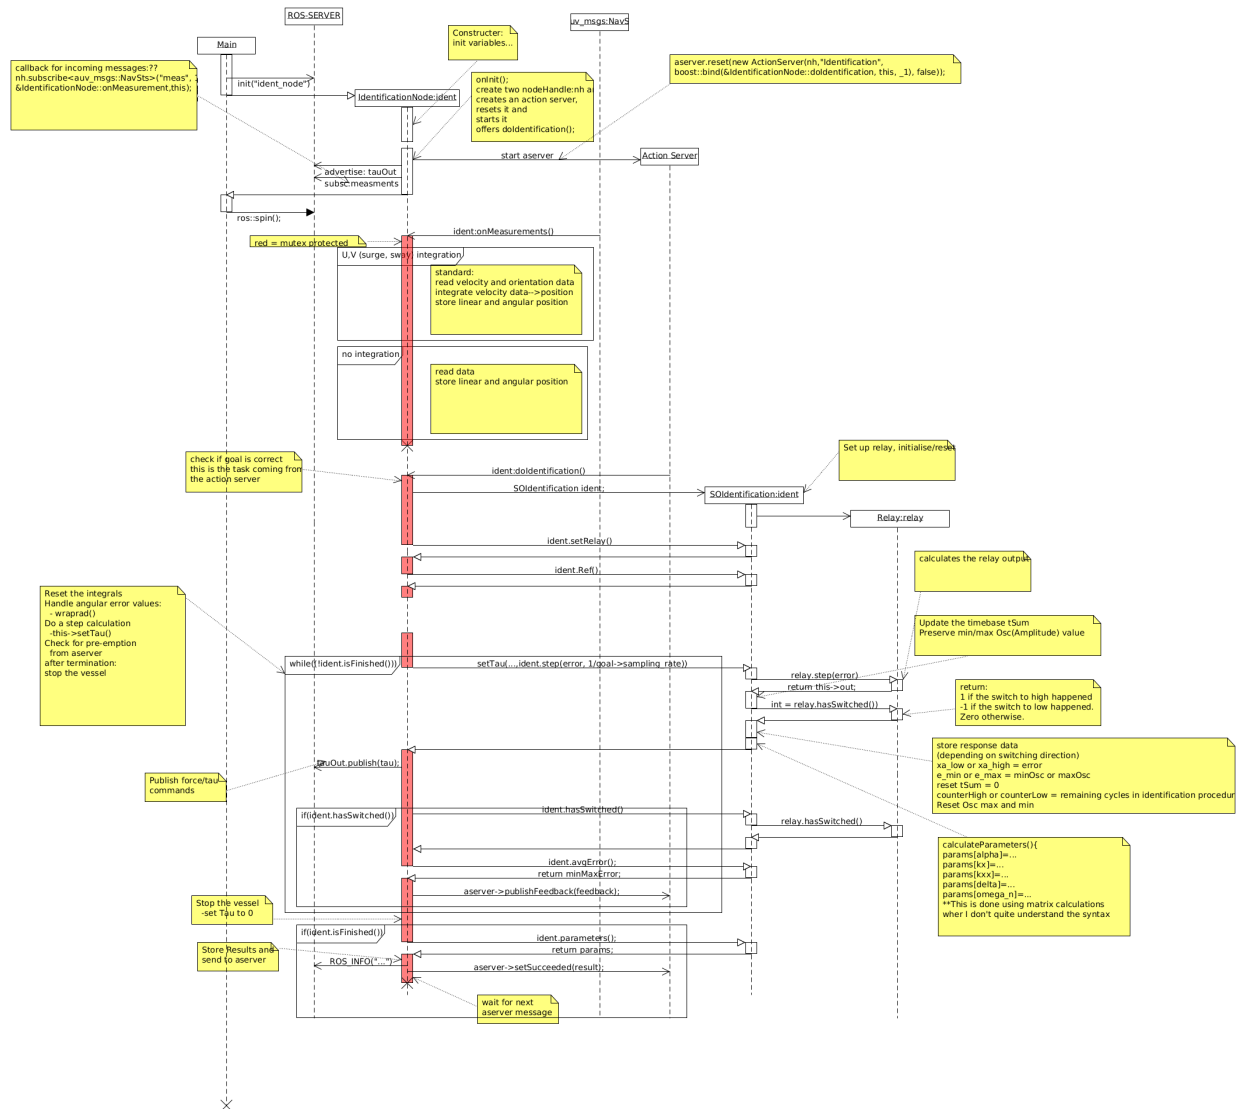 ROS-SERVER
uv_msgs:NavS
Main
Constructer:
init variables...
callback for incoming messages:??
nh.subscribe<auv_msgs::NavSts>("meas",
&IdentificationNode::onMeasurement,this);
aserver.reset(new ActionServer(nh,"Identification",
boost::bind(&IdentificationNode::doIdentification, this, _1), false));
init("ident_node")
onInit();
create two nodeHandle:nh a
creates an action server,
resets it and
starts it
offers doIdentification();
IdentificationNode:ident
start aserver
Action Server
advertise: tauOut
subsc:measments
ros::spin();
ident:onMeasurements()
red = mutex protected
U,V (surge, sway) integration
standard:
read velocity and orientation data
integrate velocity data-->position
store linear and angular position
no integration
read data
store linear and angular position
Set up relay, initialise/reset
check if goal is correct
this is the task coming from
the action server
ident:doIdentification()
SOIdentification ident;
SOIdentification:ident
Relay:relay
ident.setRelay()
calculates the relay output
ident.Ref()
Reset the integrals
Handle angular error values:
- wraprad()
Do a step calculation
-this->setTau()
Check for pre-emption
from aserver
after termination:
stop the vessel
Update the timebase tSum
Preserve min/max Osc(Amplitude) value
while((!ident.isFinished()))
setTau(...,ident.step(error, 1/goal->sampling_rate))
relay.step(error)
return this->out;
int = relay.hasSwitched())
return:
1 if the switch to high happened
-1 if the switch to low happened.
Zero otherwise.
store response data
(depending on switching direction)
xa_low or xa_high = error
e_min or e_max = minOsc or maxOsc
reset tSum = 0
counterHigh or counterLow = remaining cycles in identification procedur
Reset Osc max and min
tauOut.publish(tau);
Publish force/tau
commands
ident.hasSwitched()
if(ident.hasSwitched())
relay.hasSwitched()
calculateParameters(){
params[alpha]=...
params[kx]=...
params[kxx]=...
params[delta]=...
params[omega_n]=...
**This is done using matrix calculations
wher I don't quite understand the syntax
ident.avgError();
return minMaxError;
aserver->publishFeedback(feedback);
Stop the vessel
-set Tau to 0
if(ident.isFinished())
ident.parameters();
return params;
Store Results and
send to aserver
ROS_INFO("...")
aserver->setSucceeded(result);
wait for next
aserver message